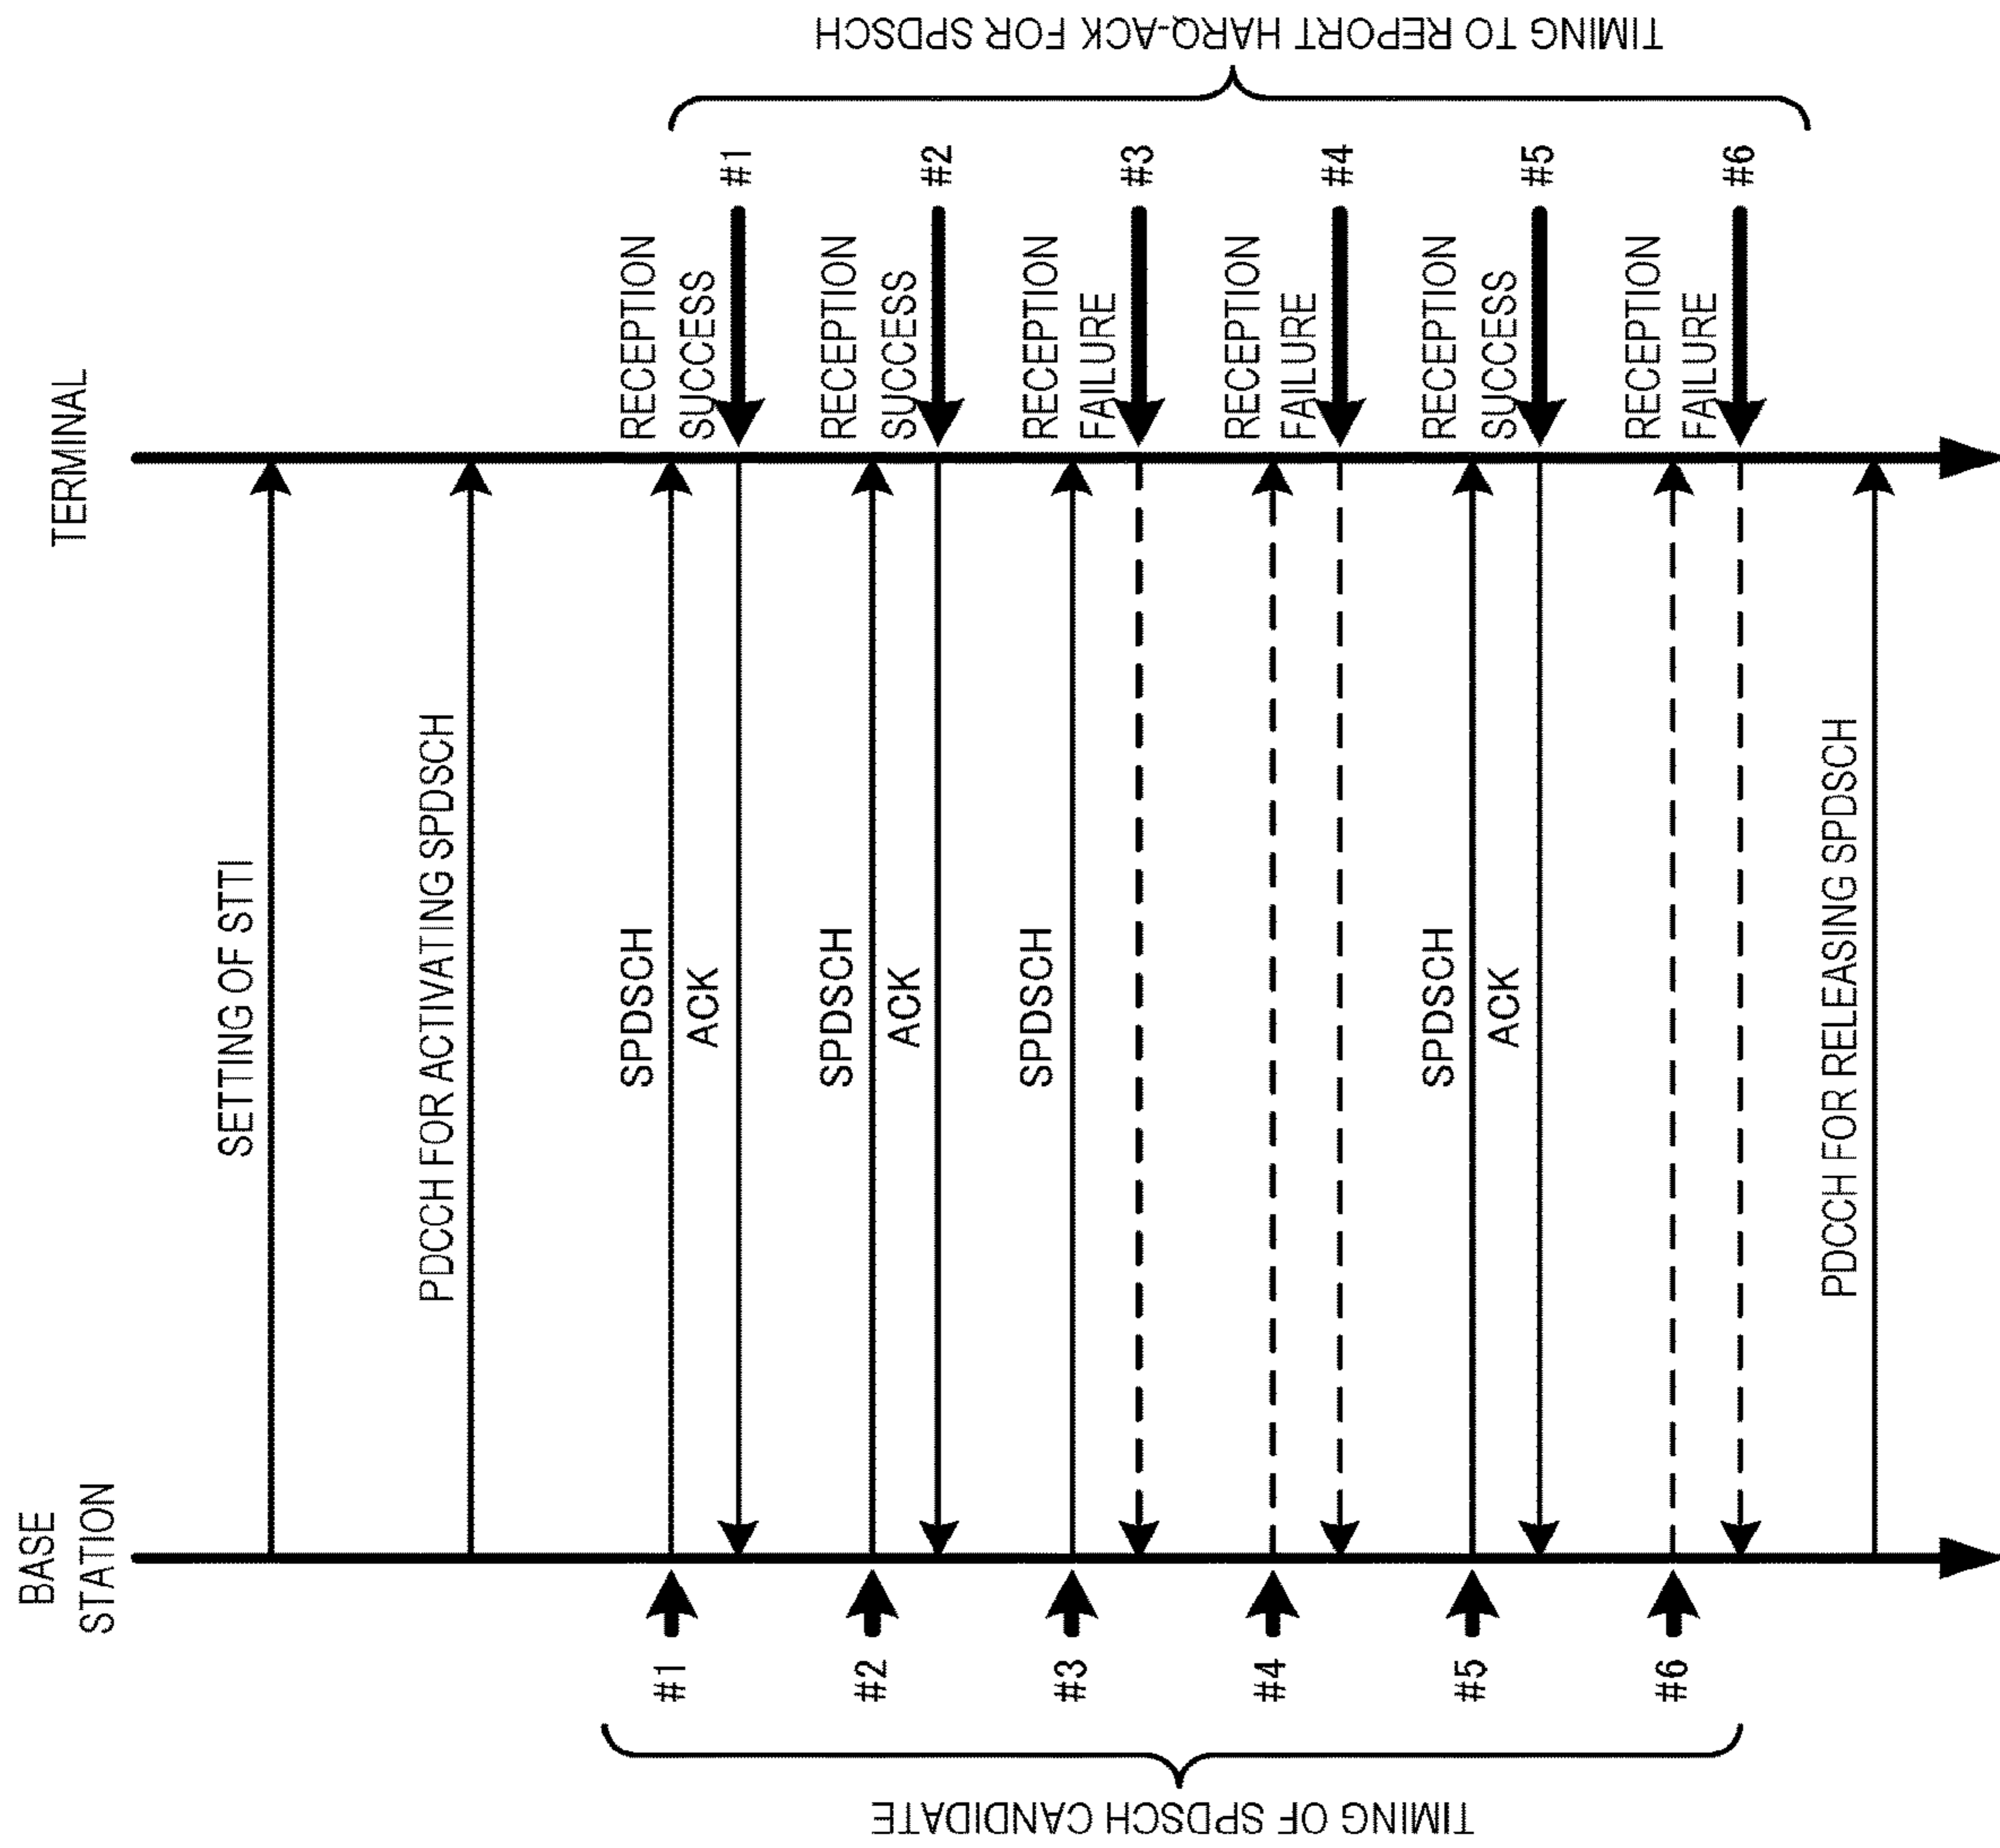 BASE
STATION
TERMINAL
SETTING OF STTI
PDCCH FOR ACTIVATING SPDSCH
#1
SPDSCH
RECEPTION
SUCCESS
ACK
#1
#2
SPDSCH
RECEPTION
SUCCESS
ACK
#2
#3
SPDSCH
RECEPTION
FAILURE
#3
#4
RECEPTION
FAILURE
#4
#5
SPDSCH
RECEPTION
SUCCESS
ACK
#5
#6
RECEPTION
FAILURE
#6
PDCCH FOR RELEASING SPDSCH
TIMING OF SPDSCH CANDIDATE
TIMING TO REPORT HARQ-ACK FOR SPDSCH